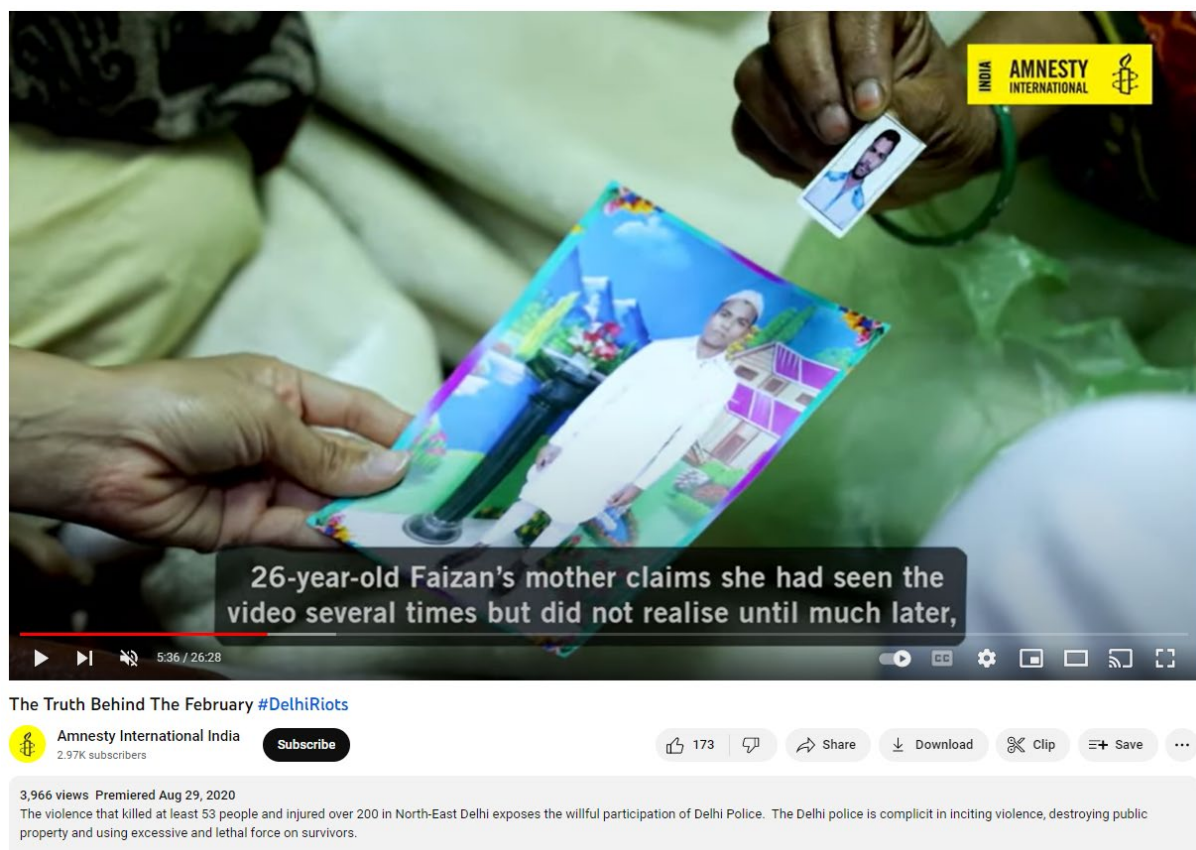 INDIA
AMNESTY
INTERNATIONAL
26-year-old Faizan's mother claims she had seen the
video several times but did not realise until much later,
5:36 / 26:28
CC
The Truth Behind The February #DelhiRiots
Amnesty International India
2.97K subscribers
Subscribe
173
Share
Download
Clip
Save
3,966 views Premiered Aug 29, 2020
The violence that killed at least 53 people and injured over 200 in North-East Delhi exposes the willful participation of Delhi Police. The Delhi police is complicit in inciting violence, destroying public
property and using excessive and lethal force on survivors.